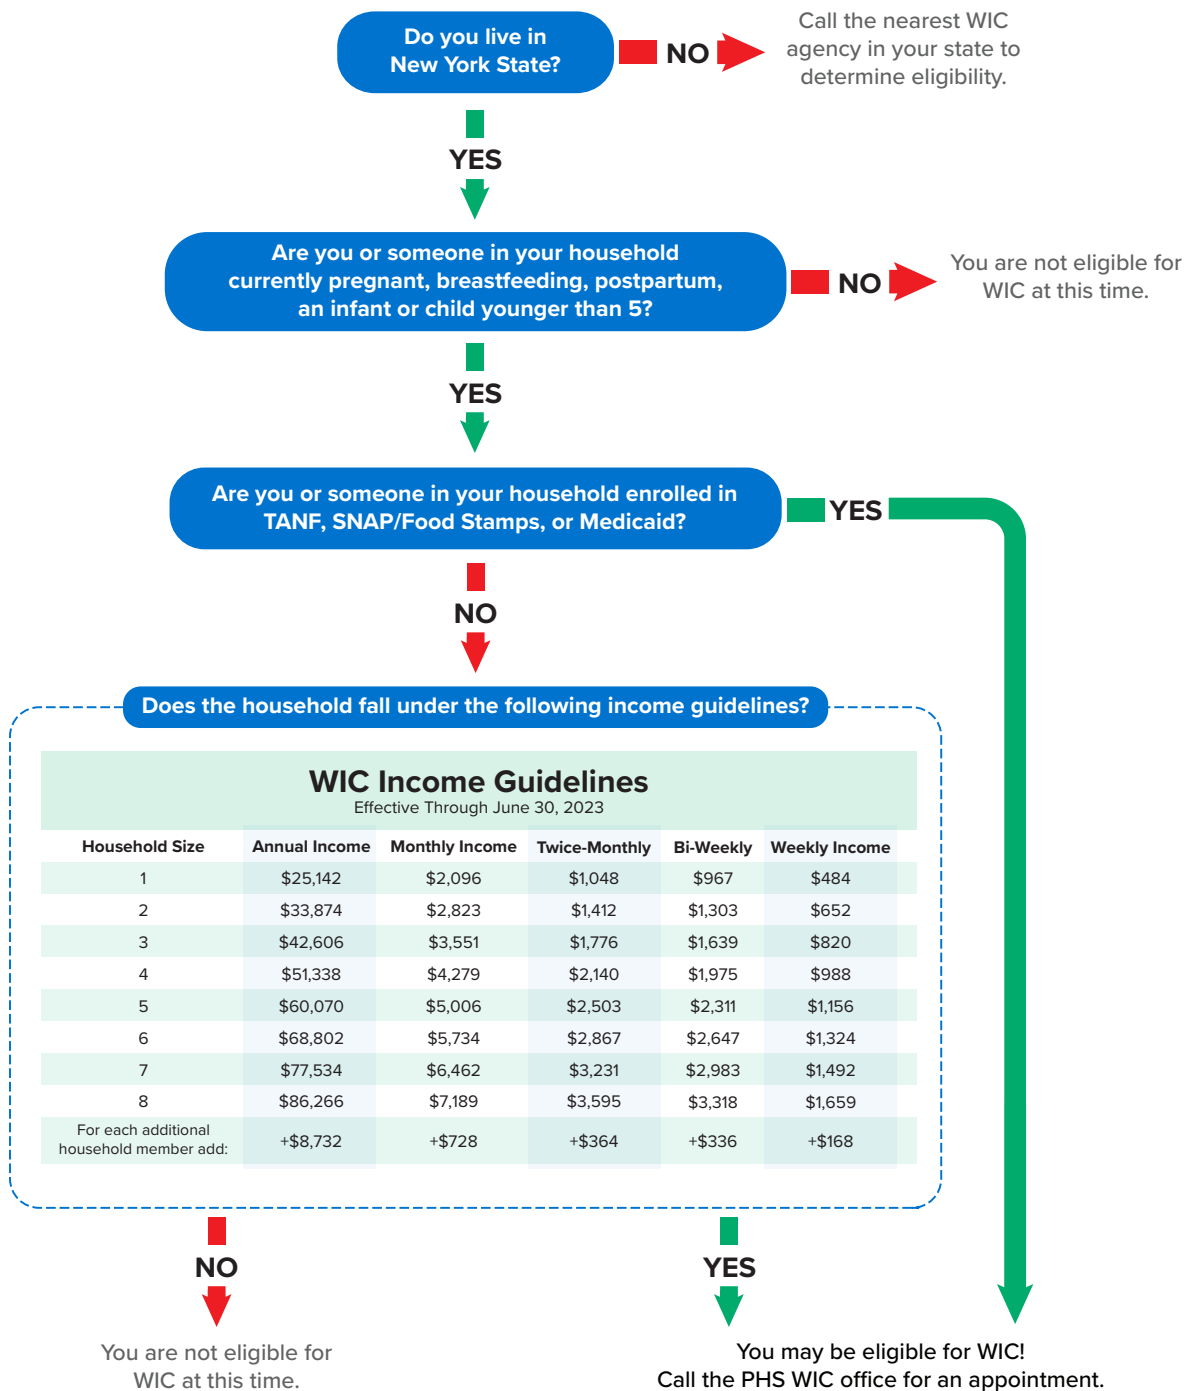 Do you live in
New York State?
NO
Call the nearest WIC
agency in your state to
determine eligibility.
YES
Are you or someone in your household
currently pregnant, breastfeeding, postpartum,
an infant or child younger than 5?
NO
You are not eligible for
WIC at this time.
YES
Are you or someone in your household enrolled in
TANF, SNAP/Food Stamps, or Medicaid?
YES
NO
Does the household fall under the following income guidelines?
WIC Income Guidelines
Effective Through June 30, 2023
Household Size Annual Income Monthly Income Twice-Monthly Bi-Weekly Weekly Income
1 $25,142 $2,096 $1,048 $967 $484
2 $33,874 $2,823 $1,412 $1,303 $652
3 $42,606 $3,551 $1,776 $1,639 $820
4 $51,338 $4,279 $2,140 $1,975 $988
5 $60,070 $5,006 $2,503 $2,311 $1,156
6 $68,802 $5,734 $2,867 $2,647 $1,324
7 $77,534 $6,462 $3,231 $2,983 $1,492
8 $86,266 $7,189 $3,595 $3,318 $1,659
For each additional
household member add: +$8,732 +$728 +$364 +$336 +$168
NO
You are not eligible for
WIC at this time.
YES
You may be eligible for WIC!
Call the PHS WIC office for an appointment.